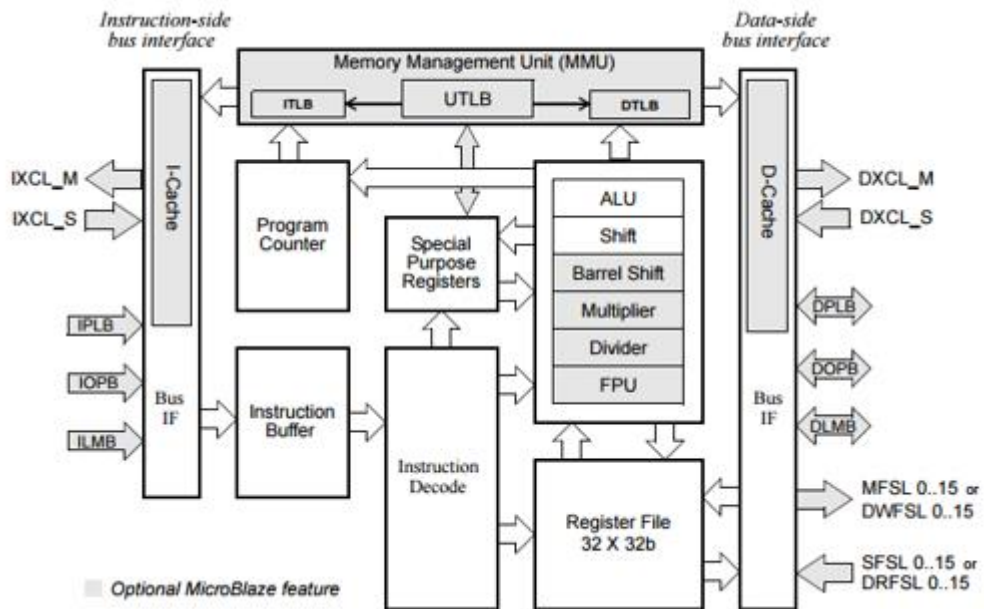 Instruction-side
bus interface
Data-side
bus interface
Memory Management Unit (MMU)
ITLB
UTLB
DTLB
I-Cache
D-Cache
IXCL_M
IXCL_S
DXCL_M
DXCL_S
Program
Counter
Special
Purpose
Registers
ALU
Shift
Barrel Shift
Multiplier
Divider
FPU
IPLB
IOPB
ILMB
Bus
IF
Instruction
Buffer
Instruction
Decode
Register File
32 X 32b
Bus
IF
DPLB
DOPB
DLMB
MFSL 0..15 or
DWFSL 0..15
SFSL 0..15 or
DRFSL 0..15
Optional MicroBlaze feature